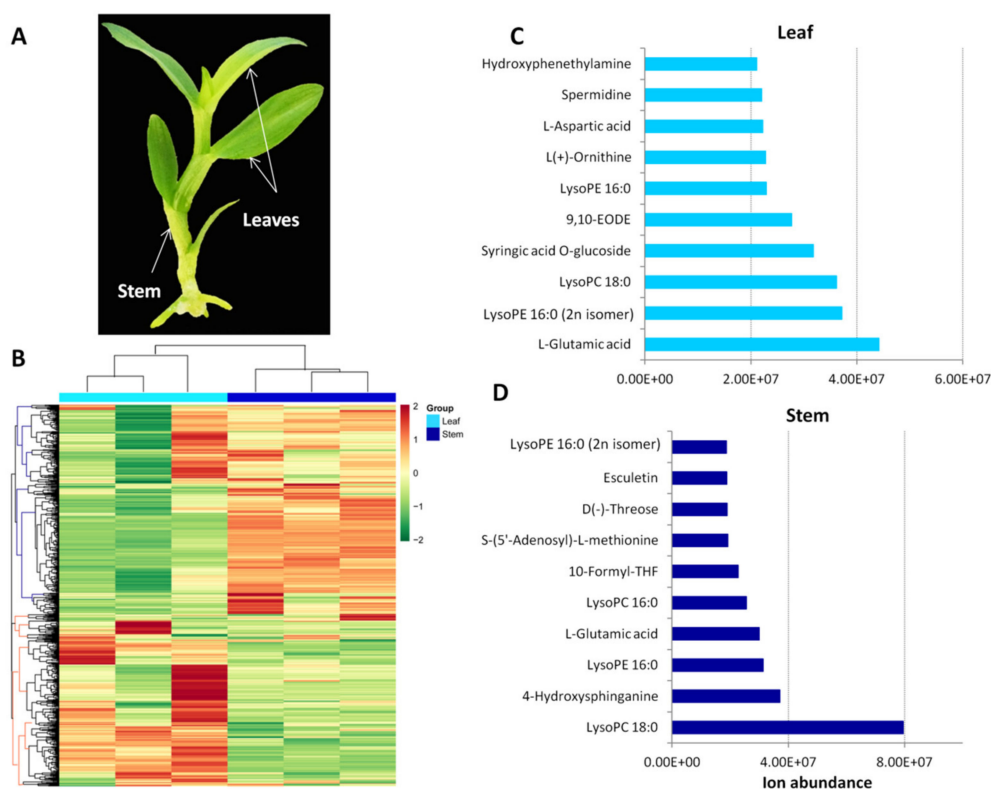 A
Leaves
Stem
B
Group
Leaf
Stem
2
1
0
−1
−2
C
Leaf
Hydroxyphenethylamine
Spermidine
L-Aspartic acid
L(+)-Ornithine
LysoPE 16:0
9,10-EODE
Syringic acid O-glucoside
LysoPC 18:0
LysoPE 16:0 (2n isomer)
L-Glutamic acid
0.00E+00 2.00E+07 4.00E+07 6.00E+07
D
Stem
LysoPE 16:0 (2n isomer)
Esculetin
D(-)-Threose
S-(5'-Adenosyl)-L-methionine
10-Formyl-THF
LysoPC 16:0
L-Glutamic acid
LysoPE 16:0
4-Hydroxysphinganine
LysoPC 18:0
0.00E+00 4.00E+07 8.00E+07
Ion abundance